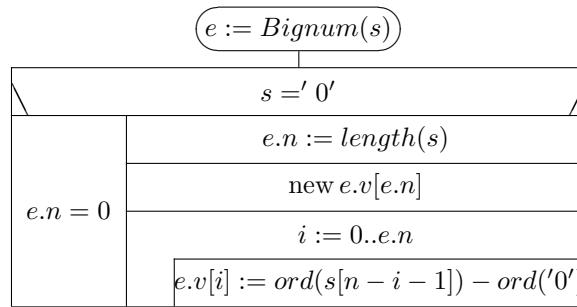 e := Bignum(s)
s =' 0'
e.n = 0
e.n := length(s)
new e.v[e.n]
i := 0..e.n
e.v[i] := ord(s[n − i − 1]) − ord('0')